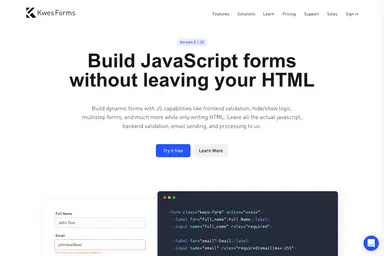 Kwes Forms
Features Solutions Learn Pricing Support Sales Sign in
Version 2.1.20
Build JavaScript forms
without leaving your HTML
Build dynamic forms with JS capabilities like frontend validation, hide/show logic,
multistep forms, and much more while only writing HTML. Leave all the actual javascript,
backend validation, email sending, and processing to us.
Try it free Learn More
Full Name
John Doe
Email
<form class="kwes-form" action="xxxxx">
<label for="full_name">Full Name</label>
<input name="full_name" rules="required">
<label for="email">Email</label>
<input name="email" rules="required|email|max:255">